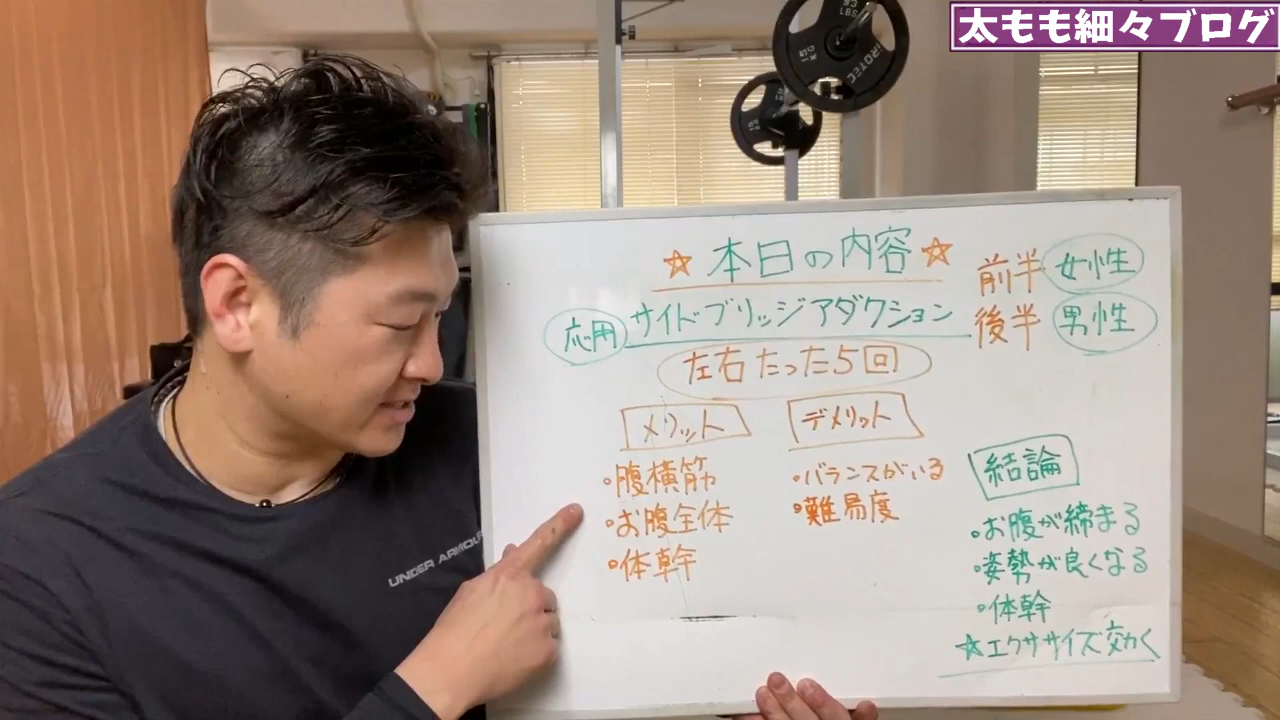 太もも細々ブログ
☆本日の内容☆
前半 女性
後半 男性
応用 サイドブリッジアダクション
左右たった5回
メリット
・腹横筋
・お腹全体
・体幹
デメリット
・バランスがいる
・難易度
結論
・お腹が締まる
・姿勢が良くなる
・体幹
☆エクササイズ効く
UNDER ARMOUR